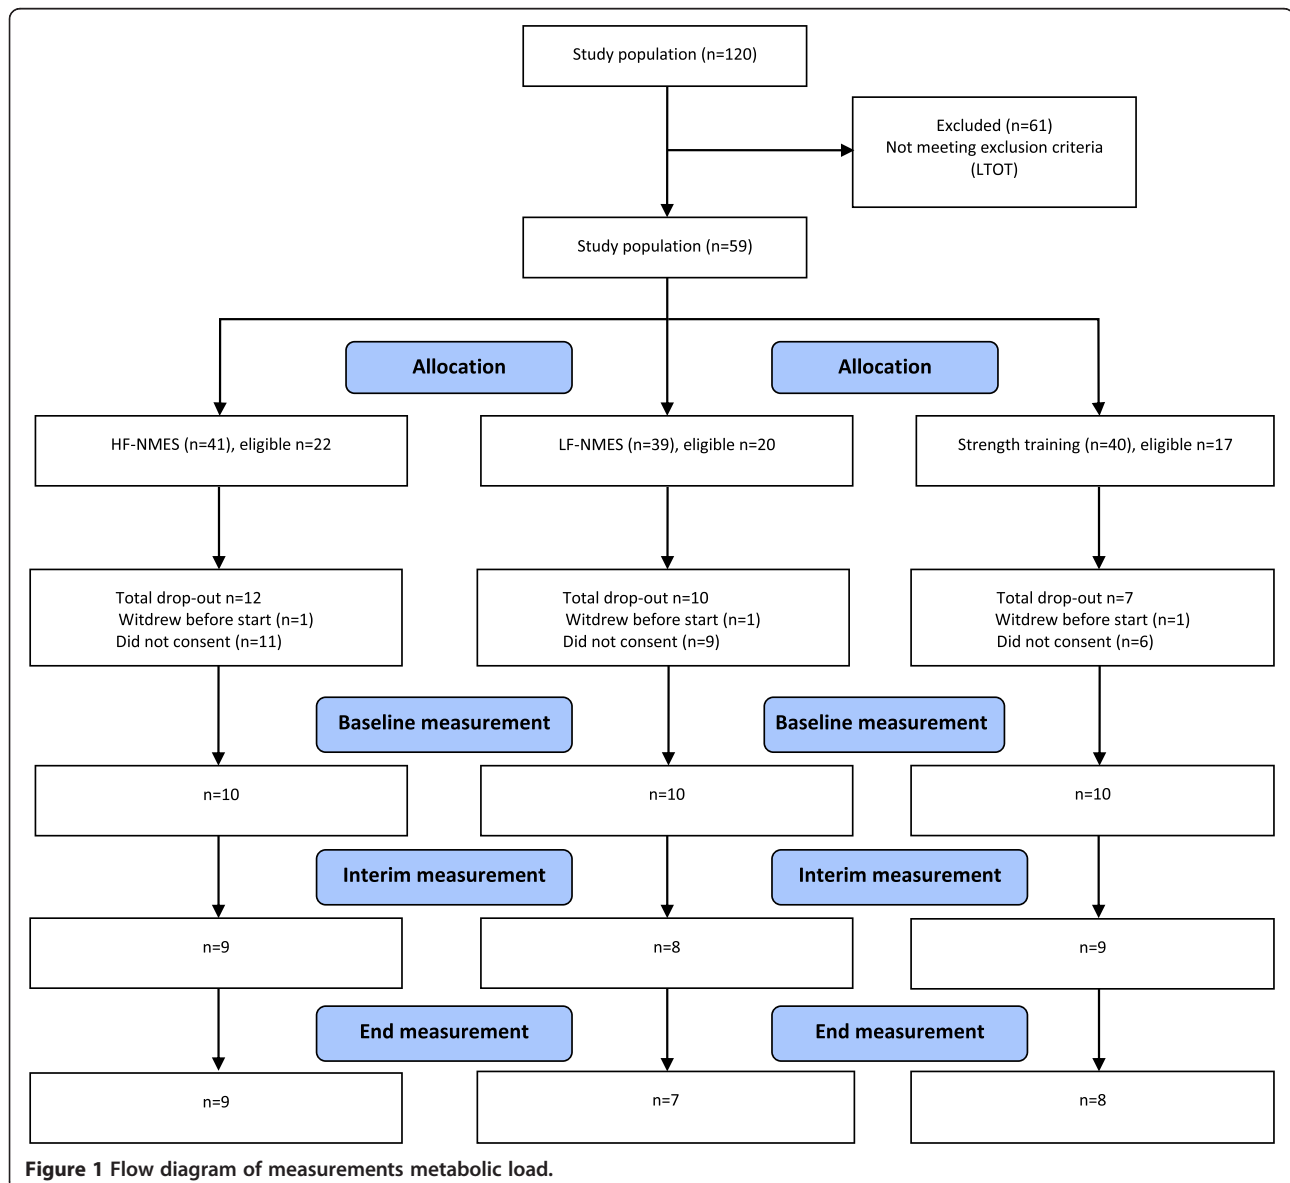 Study population (n=120)
Excluded (n=61)
Not meeting exclusion criteria
(LTOT)
Study population (n=59)
Allocation
Allocation
HF-NMES (n=41), eligible n=22
LF-NMES (n=39), eligible n=20
Strength training (n=40), eligible n=17
Total drop-out n=12
Witdrew before start (n=1)
Did not consent (n=11)
Total drop-out n=10
Witdrew before start (n=1)
Did not consent (n=9)
Total drop-out n=7
Witdrew before start (n=1)
Did not consent (n=6)
Baseline measurement
Baseline measurement
n=10
n=10
n=10
Interim measurement
Interim measurement
n=9
n=8
n=9
End measurement
End measurement
n=9
n=7
n=8
Figure 1 Flow diagram of measurements metabolic load.